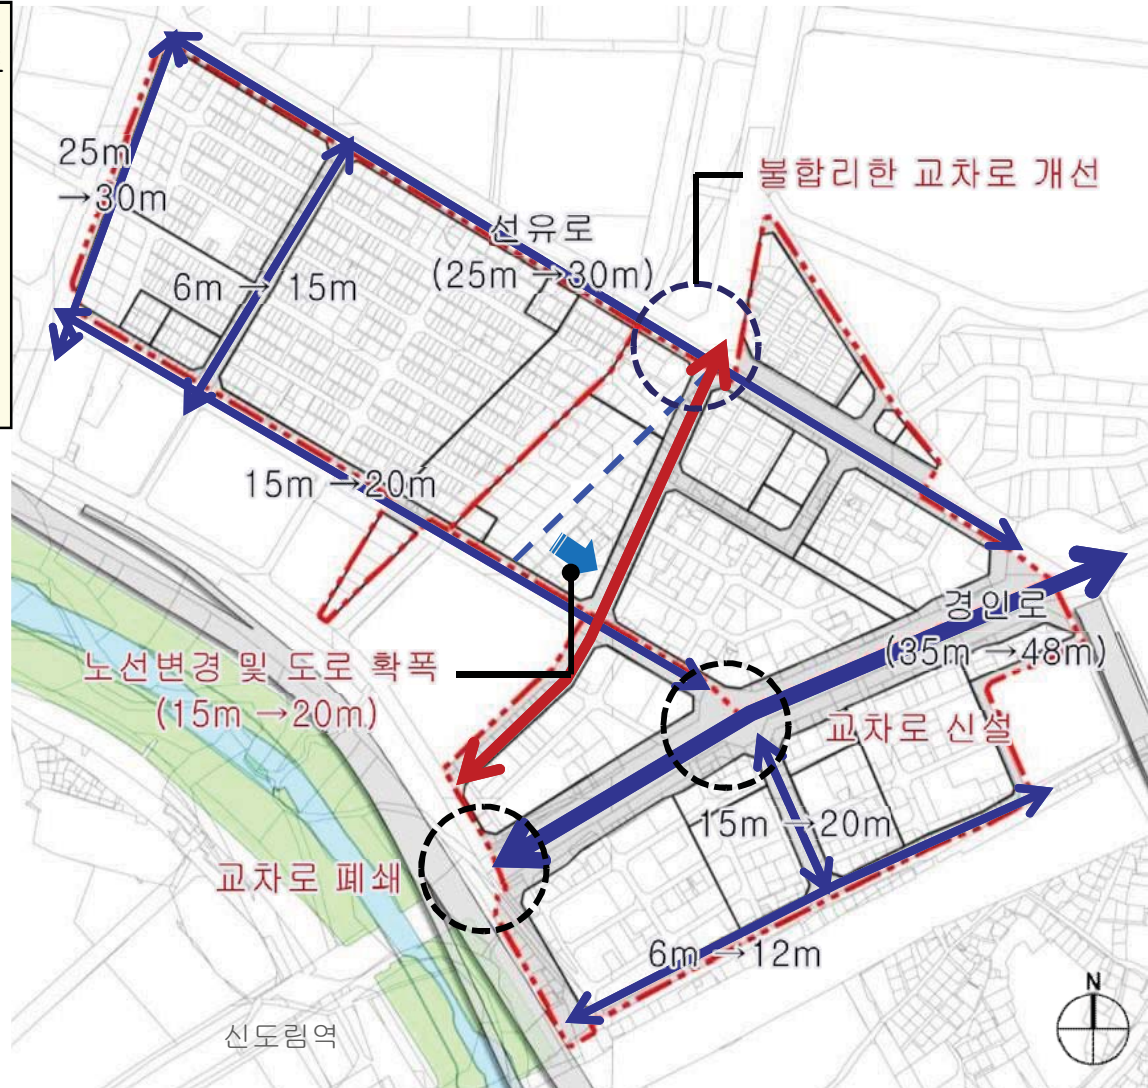 25m
→30m
불합리한 교차로 개선
선유로
(25m →30m)
6m → 15m
15m →20m
경인로
(35m →48m)
노선변경 및 도로 확폭
(15m →20m)
교차로 신설
15m →20m
교차로 폐쇄
6m →12m
신도림역
N